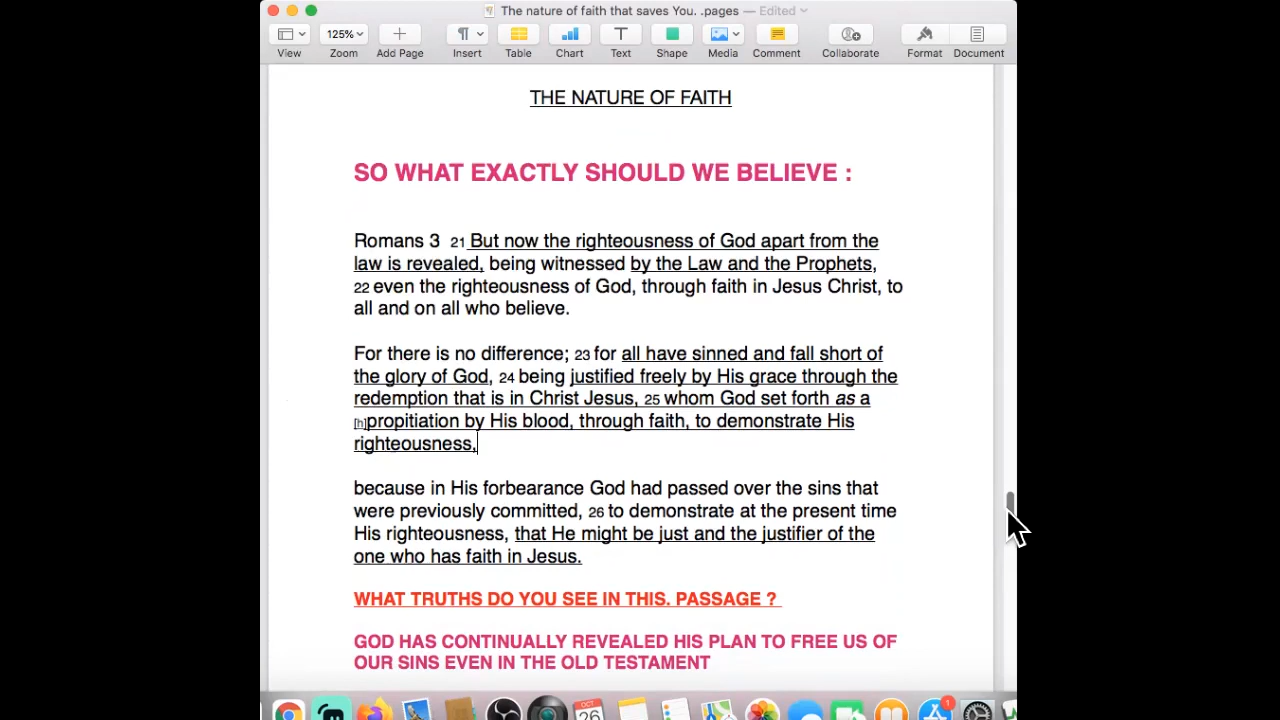 The nature of faith that saves You. .pages — Edited
125%
View
Zoom
Add Page
Insert
Table
Chart
Text
Shape
Media
Comment
Collaborate
Format
Document
THE NATURE OF FAITH
SO WHAT EXACTLY SHOULD WE BELIEVE :
Romans 3 21 But now the righteousness of God apart from the
law is revealed, being witnessed by the Law and the Prophets,
22 even the righteousness of God, through faith in Jesus Christ, to
all and on all who believe.
For there is no difference; 23 for all have sinned and fall short of
the glory of God, 24 being justified freely by His grace through the
redemption that is in Christ Jesus, 25 whom God set forth as a
[h]propitiation by His blood, through faith, to demonstrate His
righteousness,
because in His forbearance God had passed over the sins that
were previously committed, 26 to demonstrate at the present time
His righteousness, that He might be just and the justifier of the
one who has faith in Jesus.
WHAT TRUTHS DO YOU SEE IN THIS. PASSAGE ?
GOD HAS CONTINUALLY REVEALED HIS PLAN TO FREE US OF
OUR SINS EVEN IN THE OLD TESTAMENT
OCT
26
1